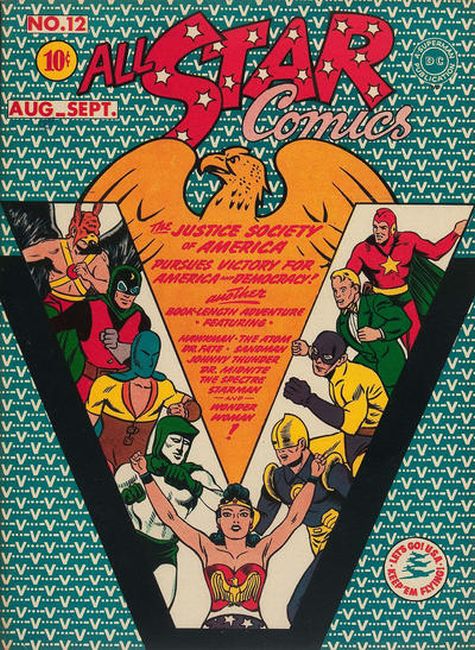 NO. 12
10¢
ALL STAR
Comics
AUG–SEPT.
A SUPERMAN
DC
PUBLICATION
The JUSTICE SOCIETY
OF AMERICA
PURSUES VICTORY FOR
AMERICA AND DEMOCRACY!
another
BOOK-LENGTH ADVENTURE
- FEATURING -
HAWKMAN - THE ATOM
DR. FATE - SANDMAN
JOHNNY THUNDER
DR. MIDNITE
THE SPECTRE
STARMAN
- AND -
WONDER
WOMAN!
LET'S GO! U.S.A.
KEEP 'EM FLYING!